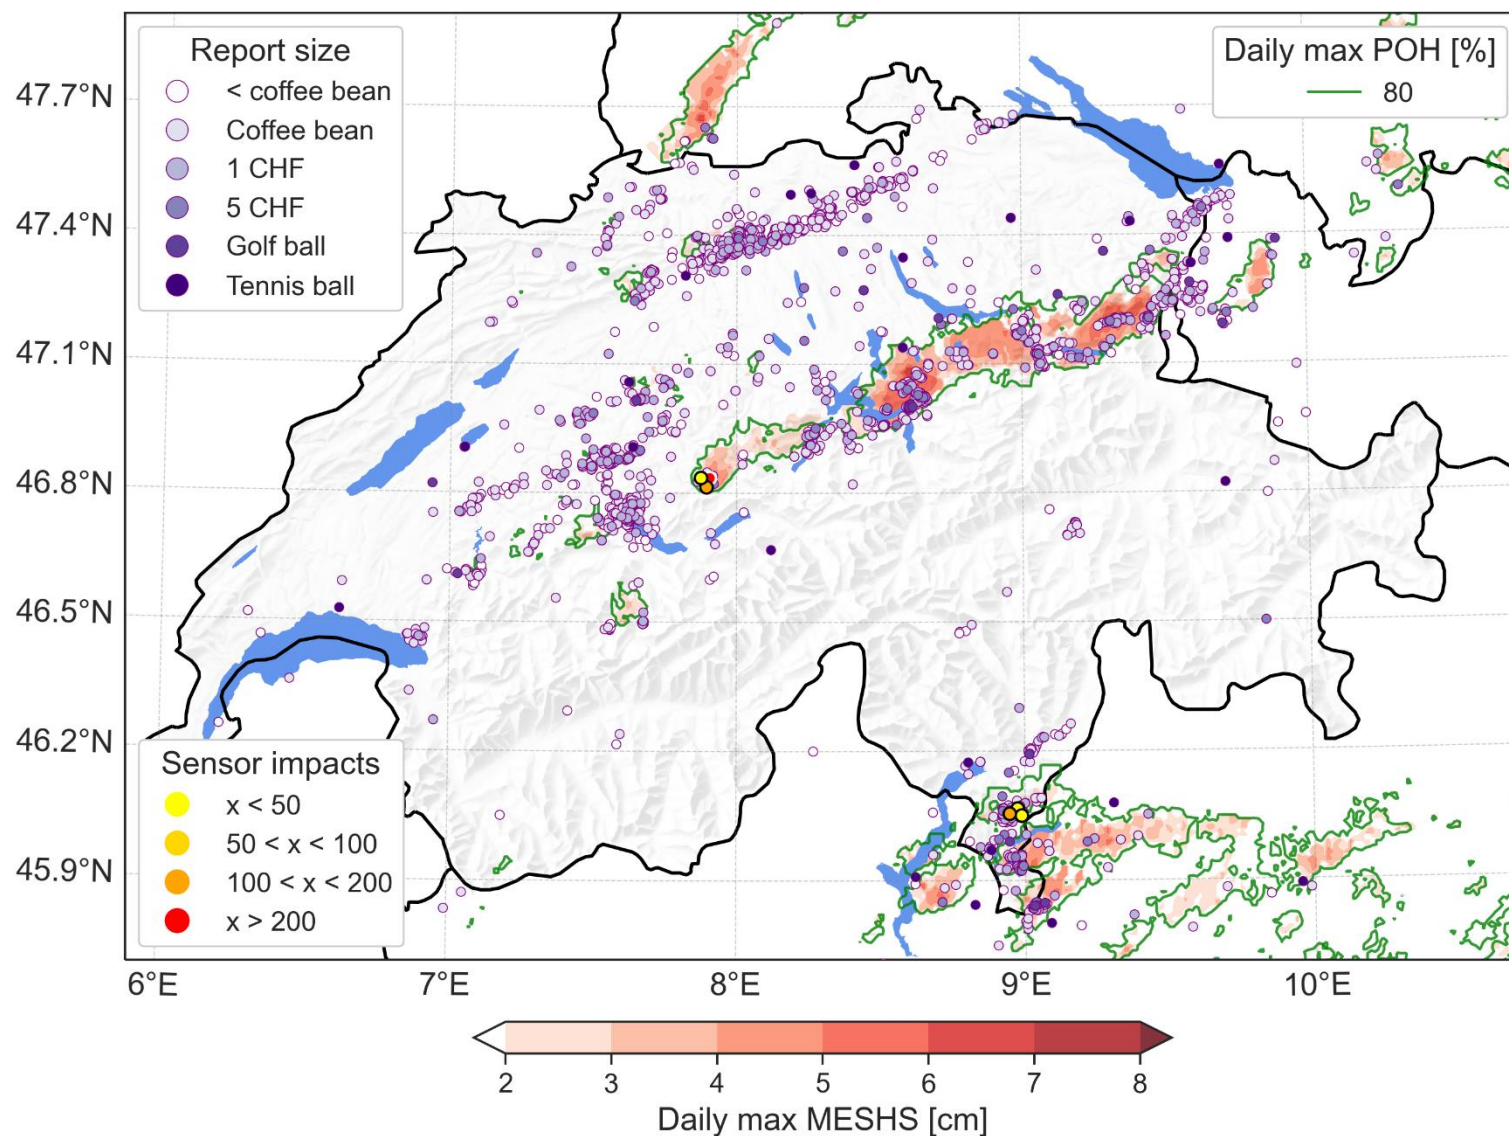 Report size
< coffee bean
Coffee bean
1 CHF
5 CHF
Golf ball
Tennis ball
Daily max POH [%]
80
47.7°N
47.4°N
47.1°N
46.8°N
46.5°N
46.2°N
45.9°N
Sensor impacts
x < 50
50 < x < 100
100 < x < 200
x > 200
6°E 7°E 8°E 9°E 10°E
2 3 4 5 6 7 8
Daily max MESHS [cm]